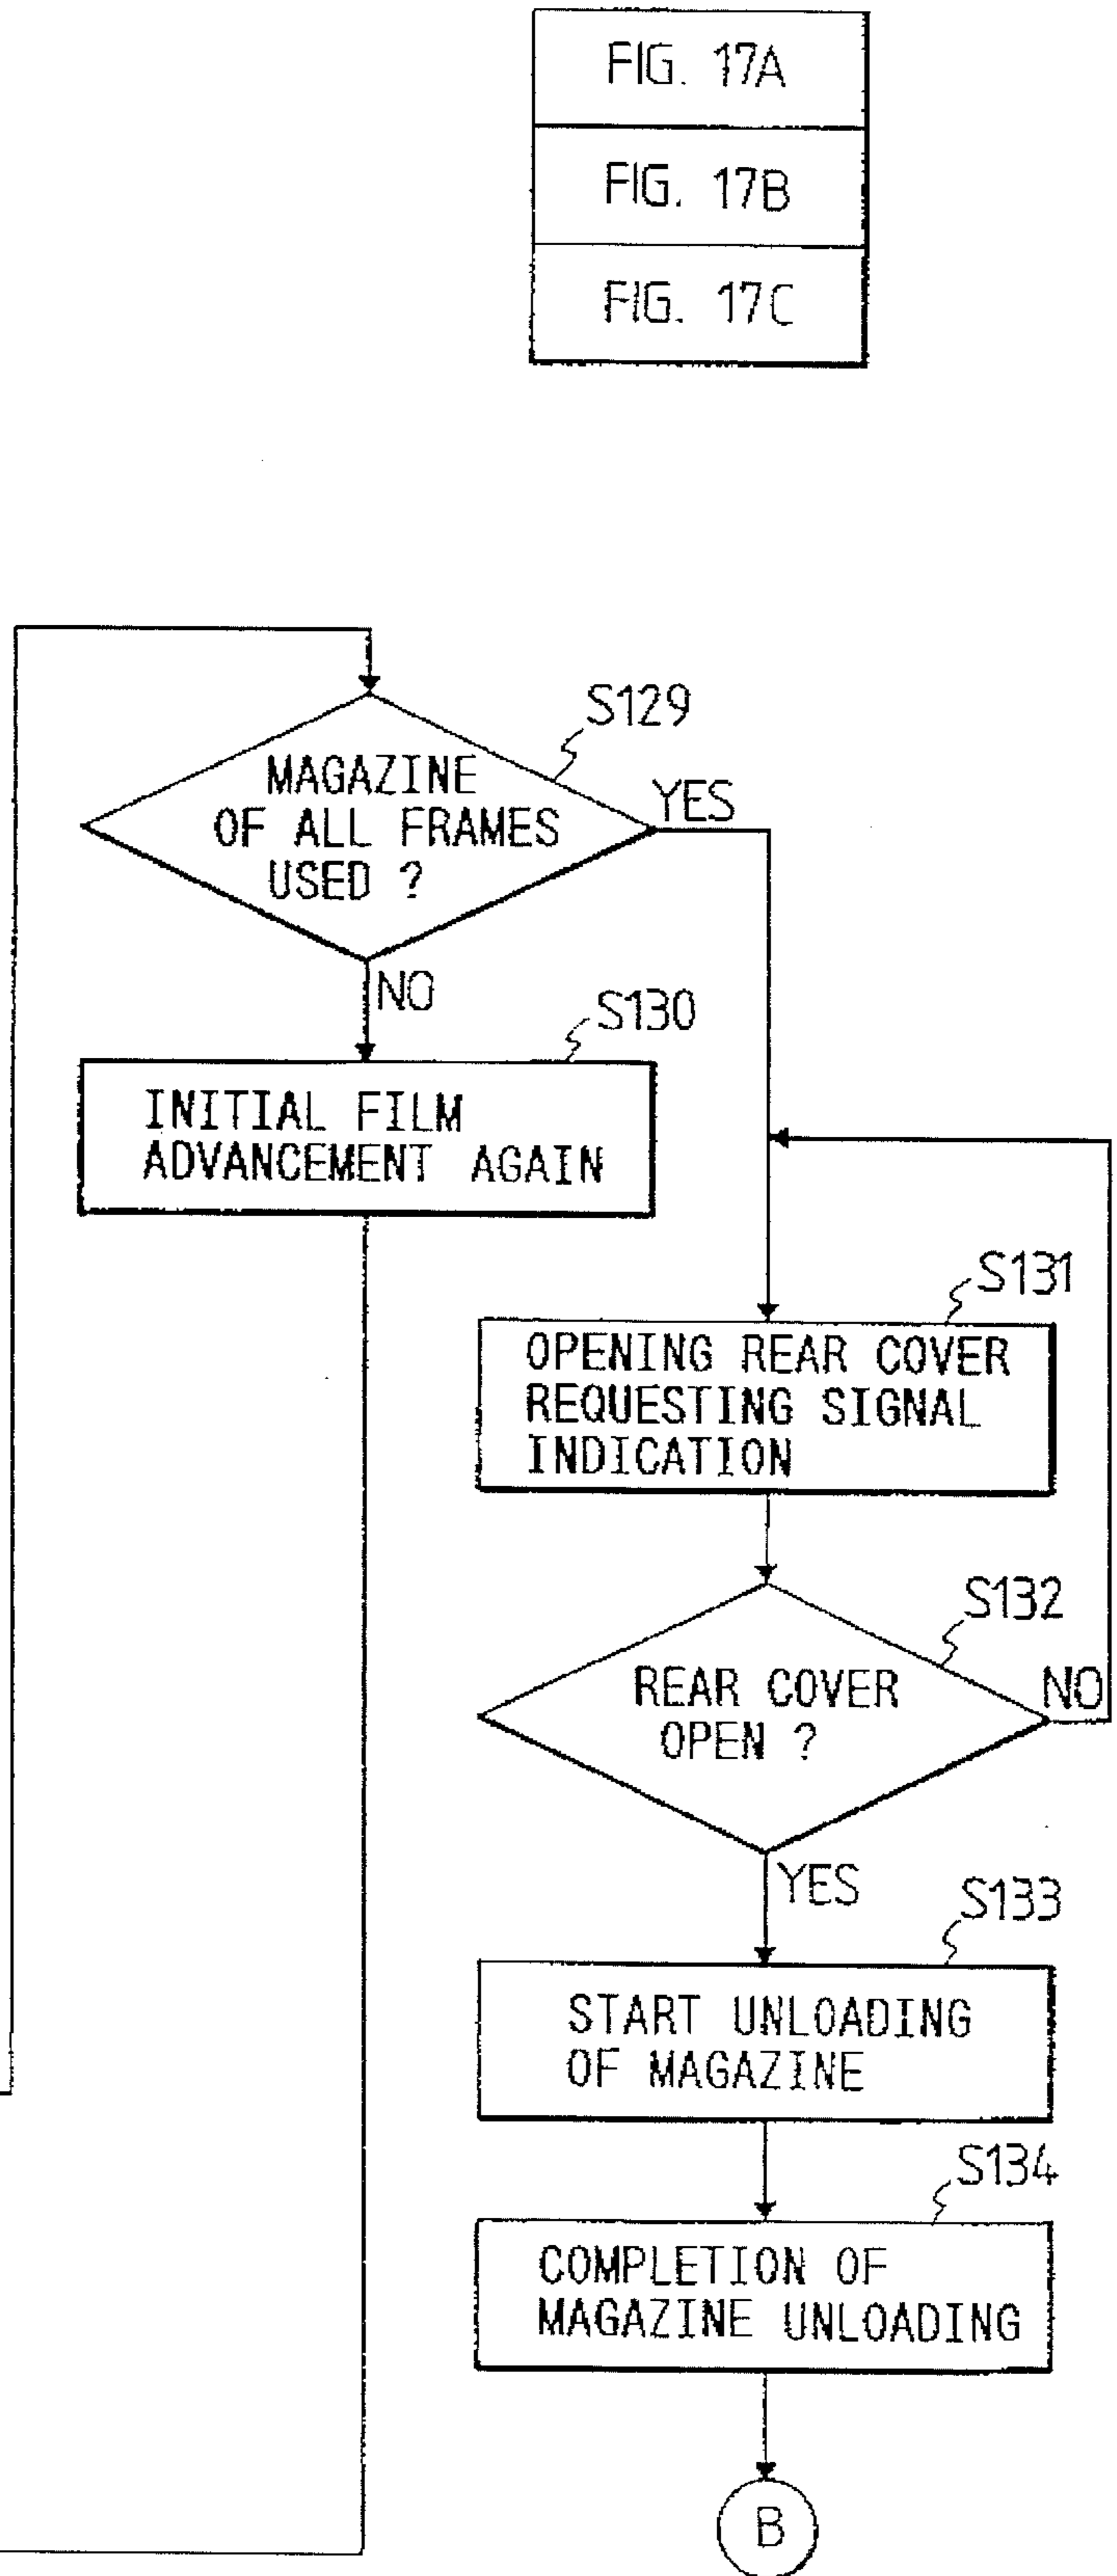 FIG. 17A
FIG. 17B
FIG. 17C
S129
MAGAZINE
OF ALL FRAMES
USED ?
YES
NO
S130
INITIAL FILM
ADVANCEMENT AGAIN
S131
OPENING REAR COVER
REQUESTING SIGNAL
INDICATION
S132
REAR COVER
OPEN ?
NO
YES
S133
START UNLOADING
OF MAGAZINE
S134
COMPLETION OF
MAGAZINE UNLOADING
B